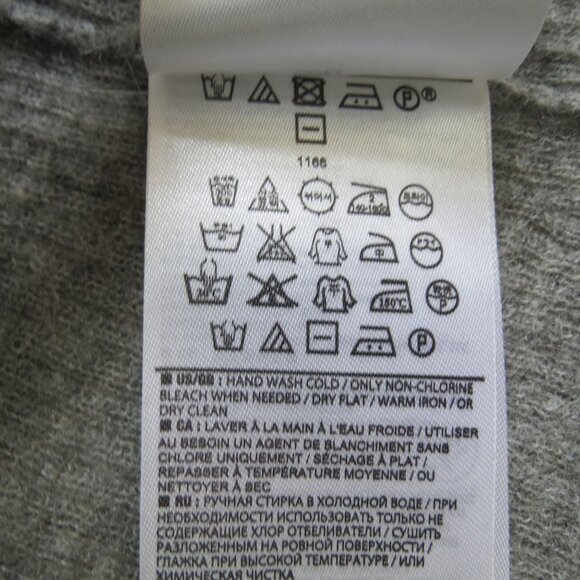 P ®
1166
30°C
150°C
P
P
US/GB : HAND WASH COLD / ONLY NON-CHLORINE
BLEACH WHEN NEEDED / DRY FLAT / WARM IRON / OR
DRY CLEAN
CA : LAVER À LA MAIN À L'EAU FROIDE / UTILISER
AU BESOIN UN AGENT DE BLANCHIMENT SANS
CHLORE UNIQUEMENT / SÉCHAGE À PLAT /
REPASSER À TEMPÉRATURE MOYENNE / OU
NETTOYER À SEC
RU : РУЧНАЯ СТИРКА В ХОЛОДНОЙ ВОДЕ / ПРИ
НЕОБХОДИМОСТИ ИСПОЛЬЗОВАТЬ ТОЛЬКО НЕ
СОДЕРЖАЩИЕ ХЛОР ОТБЕЛИВАТЕЛИ / СУШИТЬ
РАЗЛОЖЕННЫМ НА РОВНОЙ ПОВЕРХНОСТИ /
ГЛАЖКА ПРИ ВЫСОКОЙ ТЕМПЕРАТУРЕ / ИЛИ
ХИМИЧЕСКАЯ ЧИСТКА